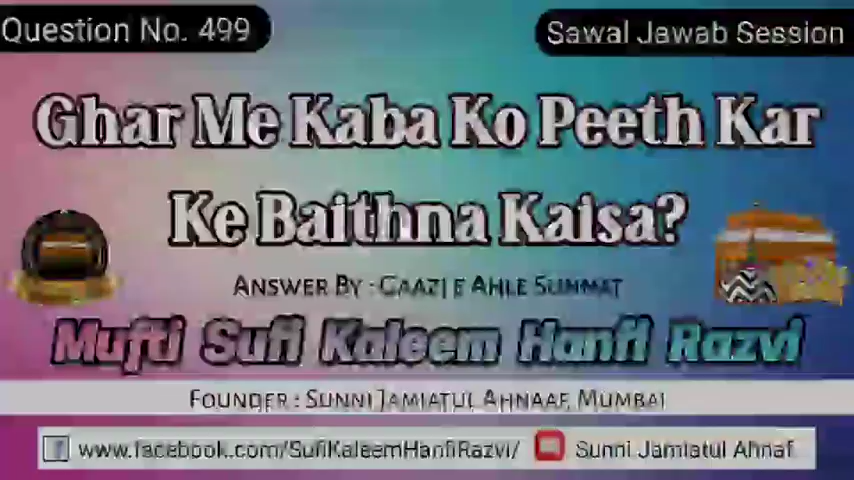 Question No. 499
Sawal Jawab Session
Ghar Me Kaba Ko Peeth Kar
Ke Baithna Kaisa?
ANSWER BY : GAAZI E AHLE SUNNAT
Mufti Sufi Kaleem Hanfi Razvi
FOUNDER : SUNNI JAMIATUL AHNAAF, MUMBAI
www.facebook.com/SufiKaleemHanfiRazvi/
Sunni Jamiatul Ahnaf